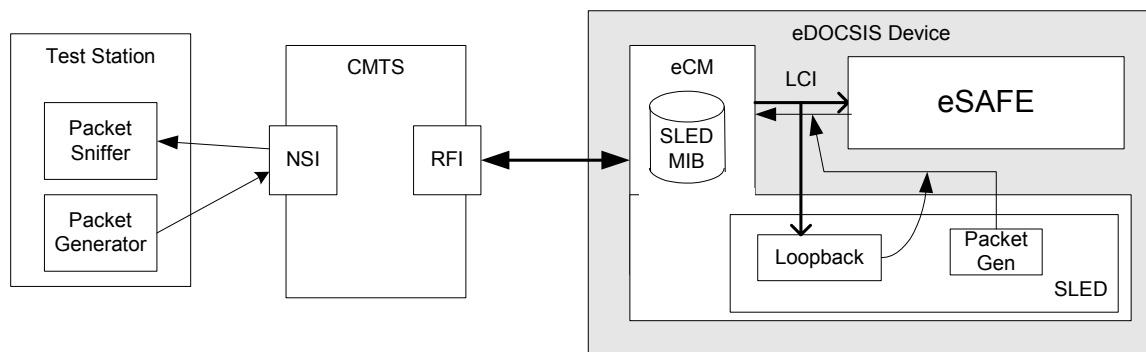 Test Station
Packet
Sniffer
Packet
Generator
CMTS
NSI
RFI
eDOCSIS Device
eCM
SLED
MIB
LCI
eSAFE
Loopback
Packet
Gen
SLED